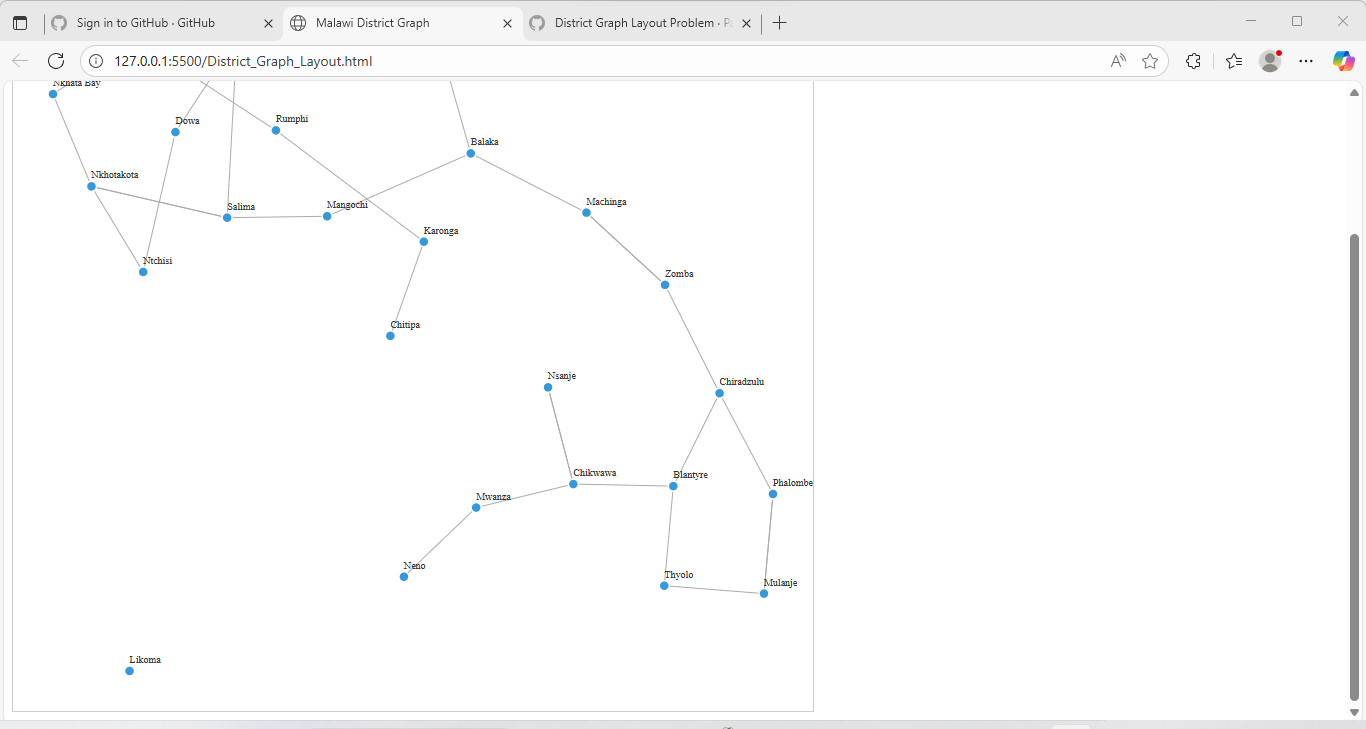 Sign in to GitHub · GitHub
Malawi District Graph
District Graph Layout Problem ·
127.0.0.1:5500/District_Graph_Layout.html
Nkhata Bay
Dowa
Rumphi
Balaka
Nkhotakota
Machinga
Salima
Mangochi
Karonga
Ntchisi
Zomba
Chitipa
Nsanje
Chiradzulu
Chikwawa
Blantyre
Phalombe
Mwanza
Neno
Thyolo
Mulanje
Likoma